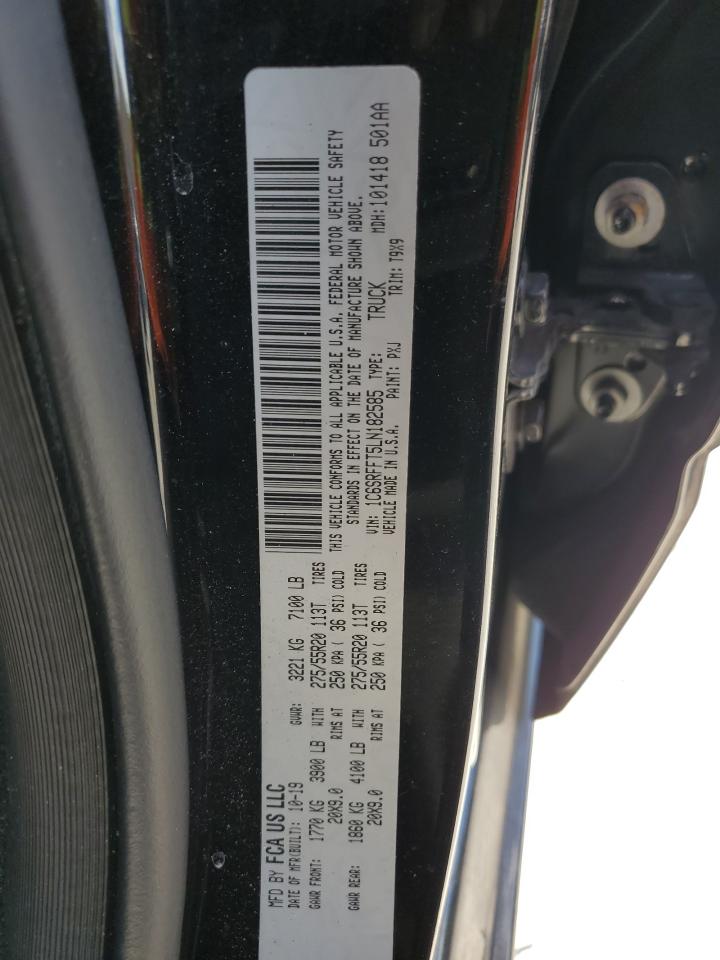 MFD BY FCA US LLC
DATE OF MFR(BUILT): 10-19 GVWR: 3221 KG 7100 LB
GAWR FRONT: 1770 KG 3900 LB WITH 275/55R20 113T TIRES
20X9.0 RIMS AT 250 KPA ( 36 PSI) COLD
GAWR REAR: 1860 KG 4100 LB WITH 275/55R20 113T TIRES
20X9.0 RIMS AT 250 KPA ( 36 PSI) COLD
THIS VEHICLE CONFORMS TO ALL APPLICABLE U.S.A. FEDERAL MOTOR VEHICLE SAFETY
STANDARDS IN EFFECT ON THE DATE OF MANUFACTURE SHOWN ABOVE.
VIN: 1C6SRFFT5LN182585 TYPE: TRUCK MDH:101418 501AA
VEHICLE MADE IN U.S.A. PAINT: PXJ TRIM: T9X9